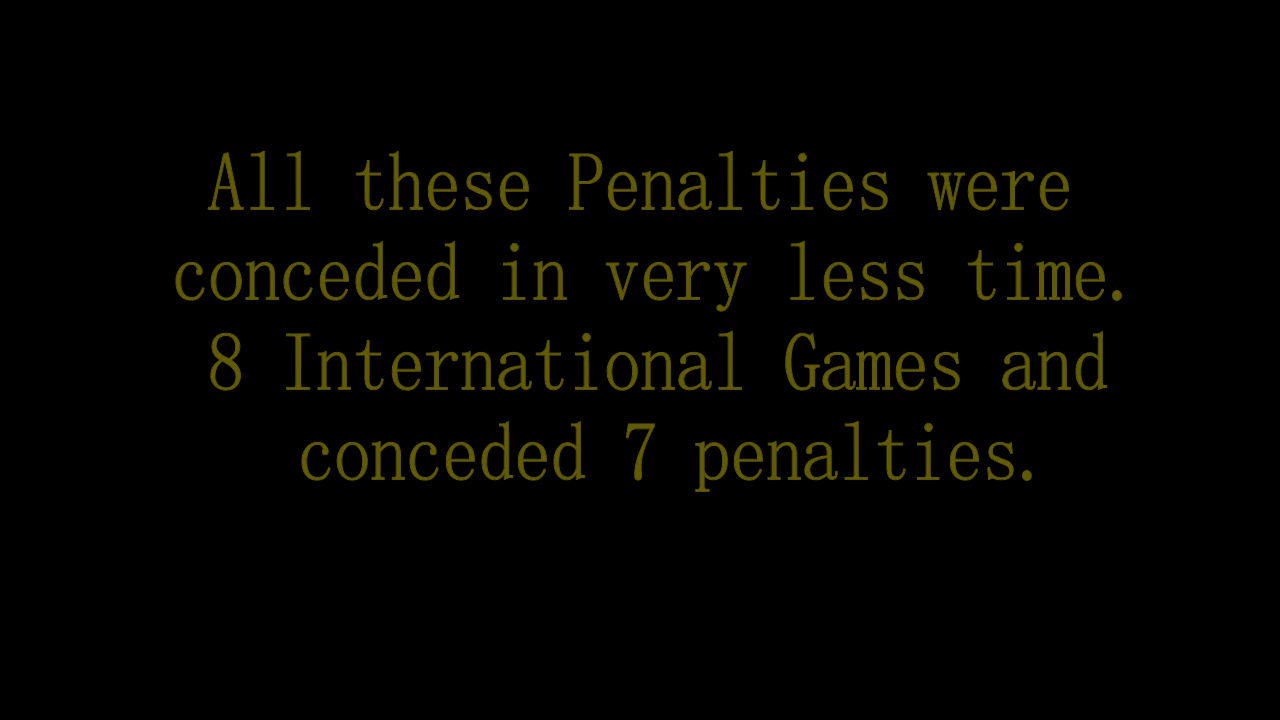 All these Penalties were
conceded in very less time.
8 International Games and
conceded 7 penalties.